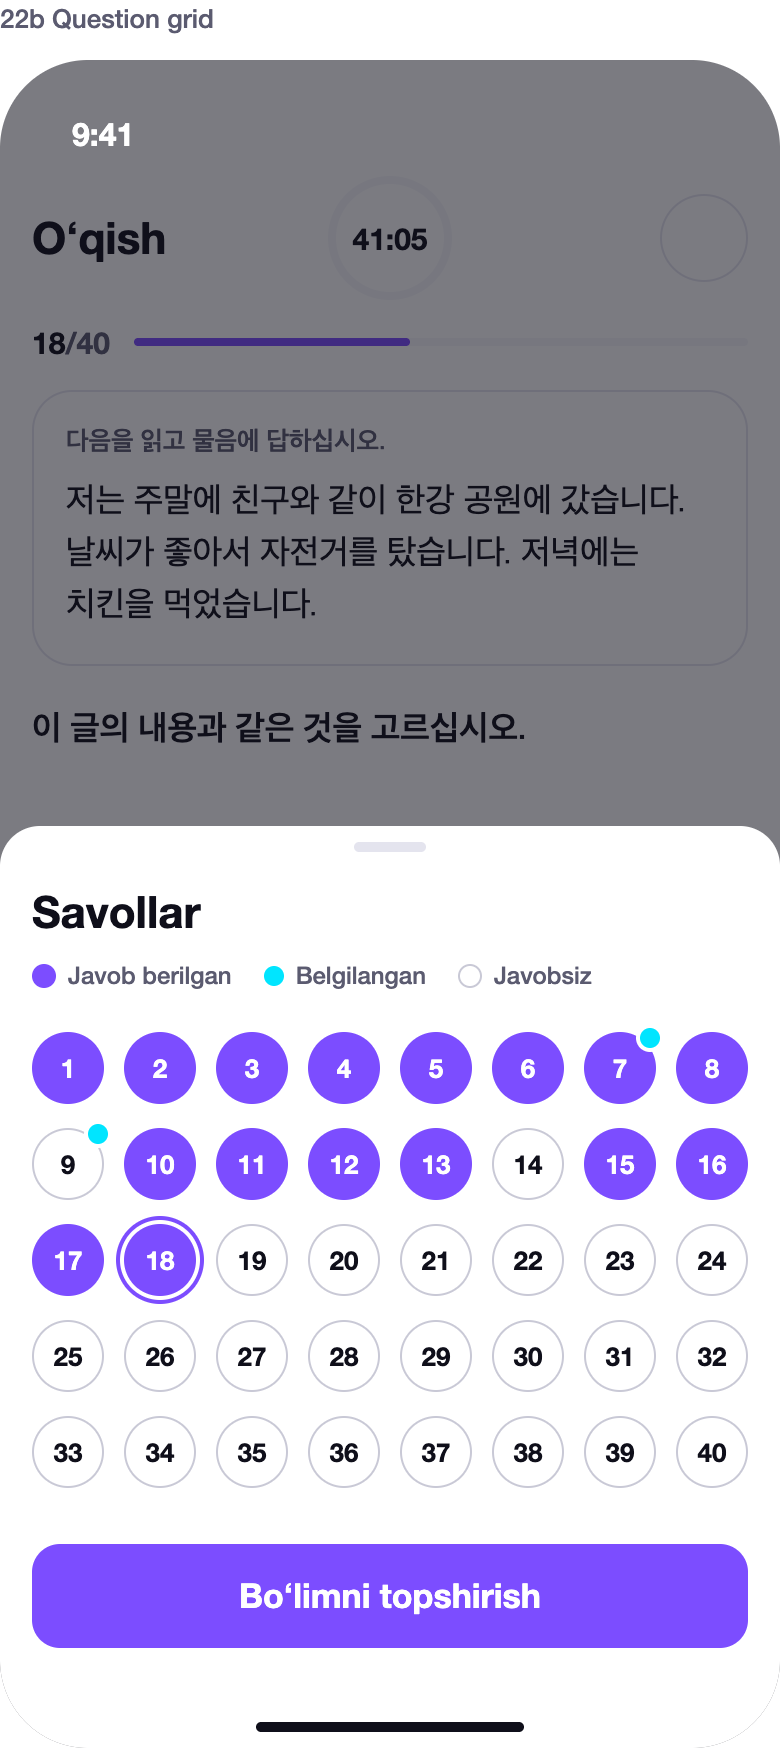 22b Question grid
9:41
O‘qish
41:05
18/40
다음을 읽고 물음에 답하십시오.
저는 주말에 친구와 같이 한강 공원에 갔습니다.
날씨가 좋아서 자전거를 탔습니다. 저녁에는
치킨을 먹었습니다.
이 글의 내용과 같은 것을 고르십시오.
Savollar
Javob berilgan Belgilangan Javobsiz
1 2 3 4 5 6 7 8
9 10 11 12 13 14 15 16
17 18 19 20 21 22 23 24
25 26 27 28 29 30 31 32
33 34 35 36 37 38 39 40
Bo‘limni topshirish